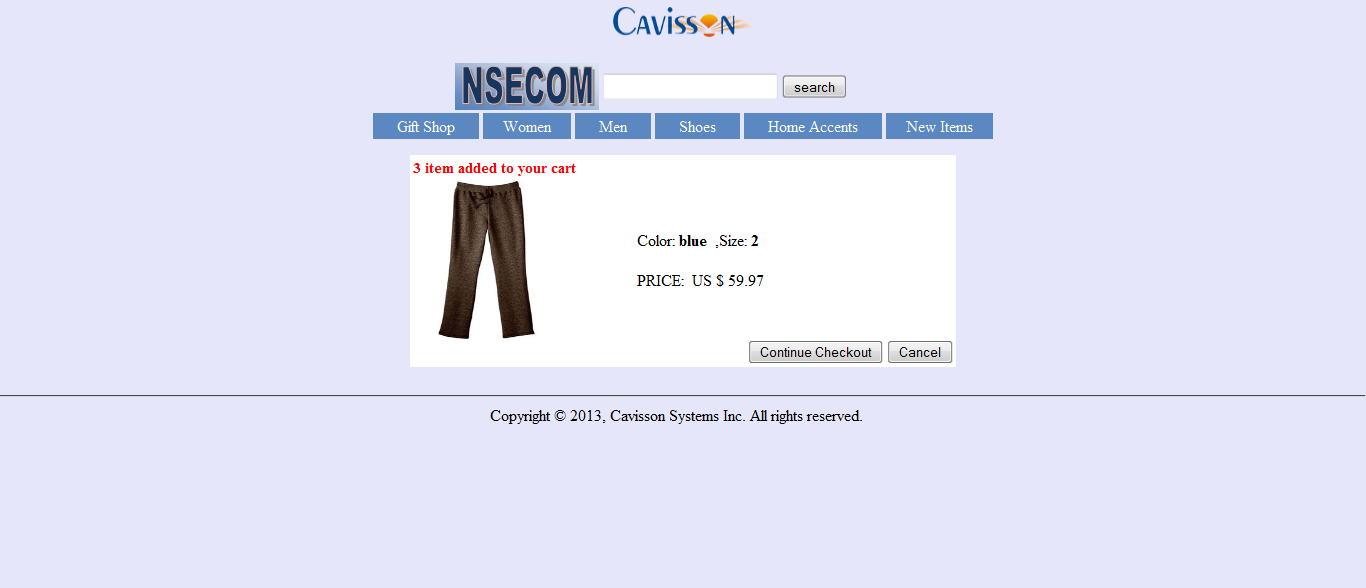 CAVISSON
NSECOM search
Gift Shop Women Men Shoes Home Accents New Items
3 item added to your cart
Color: blue ,Size: 2
PRICE: US $ 59.97
Continue Checkout Cancel
Copyright © 2013, Cavisson Systems Inc. All rights reserved.